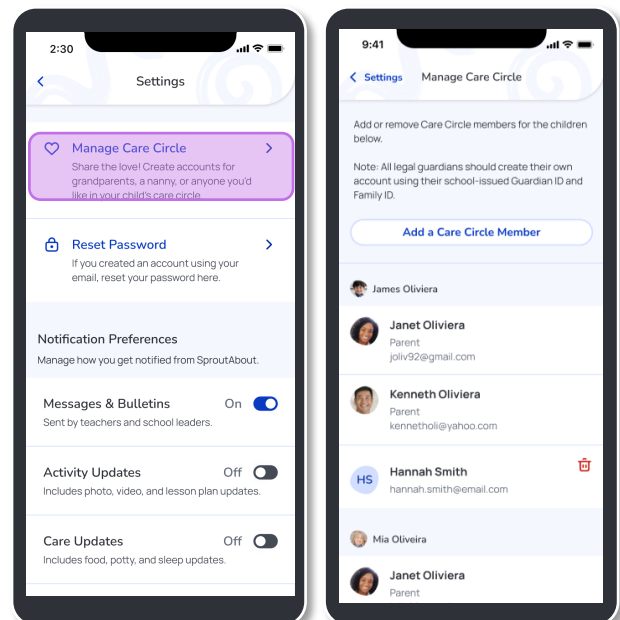 2:30
Settings
Manage Care Circle
Share the love! Create accounts for
grandparents, a nanny, or anyone you'd
like in your child's care circle.
Reset Password
If you created an account using your
email, reset your password here.
Notification Preferences
Manage how you get notified from SproutAbout.
Messages & Bulletins On
Sent by teachers and school leaders.
Activity Updates Off
Includes photo, video, and lesson plan updates.
Care Updates Off
Includes food, potty, and sleep updates.
9:41
Settings Manage Care Circle
Add or remove Care Circle members for the children
below.
Note: All legal guardians should create their own
account using their school-issued Guardian ID and
Family ID.
Add a Care Circle Member
James Oliviera
Janet Oliviera
Parent
joliv92@gmail.com
Kenneth Oliviera
Parent
kennetholi@yahoo.com
HS
Hannah Smith
hannah.smith@email.com
Mia Oliveira
Janet Oliviera
Parent